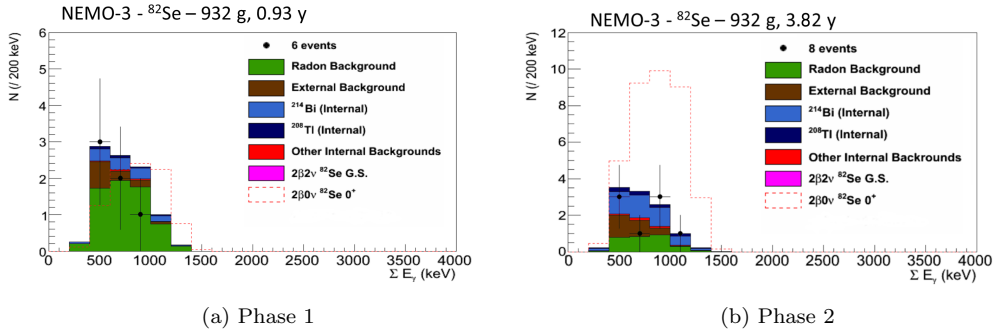 NEMO-3 - ⁸²Se – 932 g, 0.93 y
N (/ 200 keV)
6
5
4
3
2
1
0
0 500 1000 1500 2000 2500 3000 3500 4000
Σ Eγ (keV)
6 events
Radon Background
External Background
²¹⁴Bi (Internal)
²⁰⁸Tl (Internal)
Other Internal Backgrounds
2β2ν ⁸²Se G.S.
2β0ν ⁸²Se 0⁺
(a) Phase 1
NEMO-3 - ⁸²Se – 932 g, 3.82 y
N (/ 200 keV)
12
10
8
6
4
2
0
0 500 1000 1500 2000 2500 3000 3500 4000
Σ Eγ (keV)
8 events
Radon Background
External Background
²¹⁴Bi (Internal)
²⁰⁸Tl (Internal)
Other Internal Backrounds
2β2ν ⁸²Se G.S.
2β0ν ⁸²Se 0⁺
(b) Phase 2